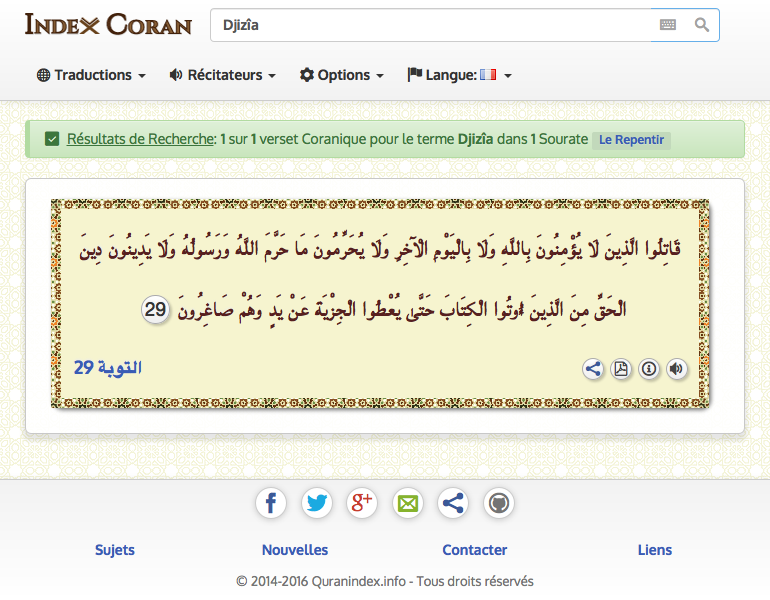 Index Coran
Djizîa
Traductions
Récitateurs
Options
Langue:
Résultats de Recherche: 1 sur 1 verset Coranique pour le terme Djizîa dans 1 Sourate Le Repentir
قَاتِلُوا الَّذِينَ لَا يُؤْمِنُونَ بِاللَّهِ وَلَا بِالْيَوْمِ الْآخِرِ وَلَا يُحَرِّمُونَ مَا حَرَّمَ اللَّهُ وَرَسُولُهُ وَلَا يَدِينُونَ دِينَ
الْحَقِّ مِنَ الَّذِينَ أُوتُوا الْكِتَابَ حَتَّىٰ يُعْطُوا الْجِزْيَةَ عَنْ يَدٍ وَهُمْ صَاغِرُونَ 29
التوبة 29
Sujets
Nouvelles
Contacter
Liens
© 2014-2016 Quranindex.info - Tous droits réservés